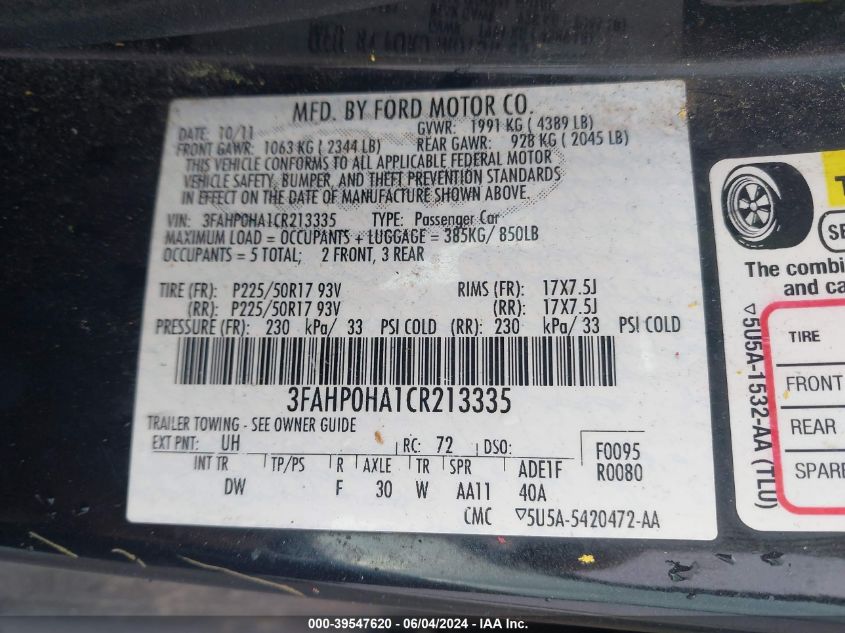 MFD. BY FORD MOTOR CO.
DATE: 10/11 GVWR: 1991 KG ( 4389 LB)
FRONT GAWR: 1063 KG ( 2344 LB) REAR GAWR: 928 KG ( 2045 LB)
THIS VEHICLE CONFORMS TO ALL APPLICABLE FEDERAL MOTOR
VEHICLE SAFETY, BUMPER, AND THEFT PREVENTION STANDARDS
IN EFFECT ON THE DATE OF MANUFACTURE SHOWN ABOVE.
VIN: 3FAHP0HA1CR213335 TYPE: Passenger Car
MAXIMUM LOAD = OCCUPANTS + LUGGAGE = 385KG/ 850LB
OCCUPANTS = 5 TOTAL; 2 FRONT, 3 REAR
TIRE (FR): P225/50R17 93V RIMS (FR): 17X7.5J
(RR): P225/50R17 93V (RR): 17X7.5J
PRESSURE (FR): 230 kPa/ 33 PSI COLD (RR): 230 kPa/ 33 PSI COLD
3FAHP0HA1CR213335
TRAILER TOWING - SEE OWNER GUIDE
EXT PNT: UH RC: 72 DSO: F0095
R0080
INT TR TP/PS R AXLE TR SPR ADE1F
DW F 30 W AA11 40A
CMC ▽5U5A-5420472-AA
T
SE
The combi
and ca
TIRE
FRONT
REAR
SPARE
▽5U5A-1532-AA (TLU)
000-39547620 - 06/04/2024 - IAA Inc.